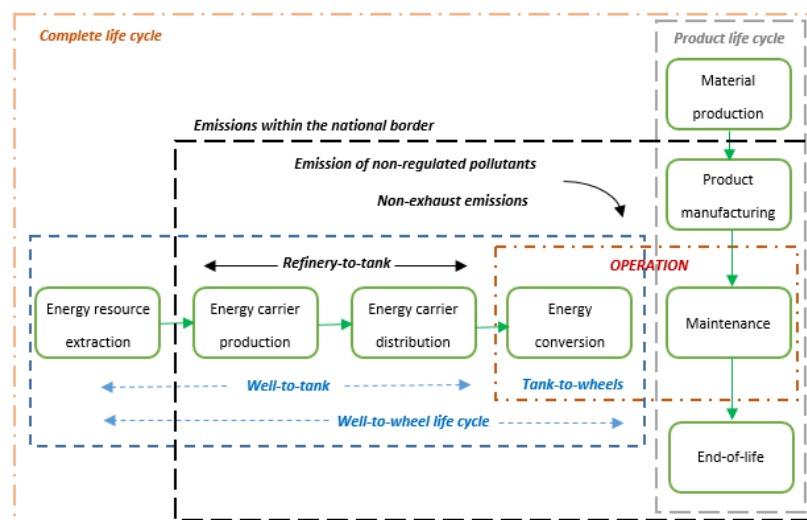 Complete life cycle
Product life cycle
Material
production
Emissions within the national border
Emission of non-regulated pollutants
Non-exhaust emissions
Product
manufacturing
Refinery-to-tank
OPERATION
Energy resource
extraction
Energy carrier
production
Energy carrier
distribution
Energy
conversion
Maintenance
Well-to-tank
Tank-to-wheels
Well-to-wheel life cycle
End-of-life